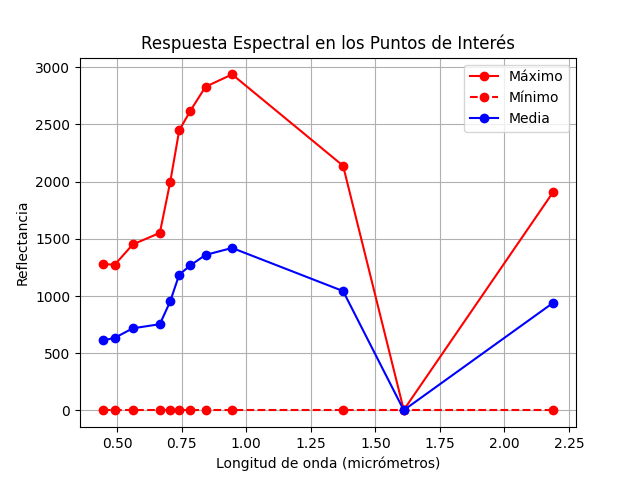 Respuesta Espectral en los Puntos de Interés
3000
2500
2000
1500
1000
500
0
Reflectancia
Máximo
Mínimo
Media
0.50 0.75 1.00 1.25 1.50 1.75 2.00 2.25
Longitud de onda (micrómetros)